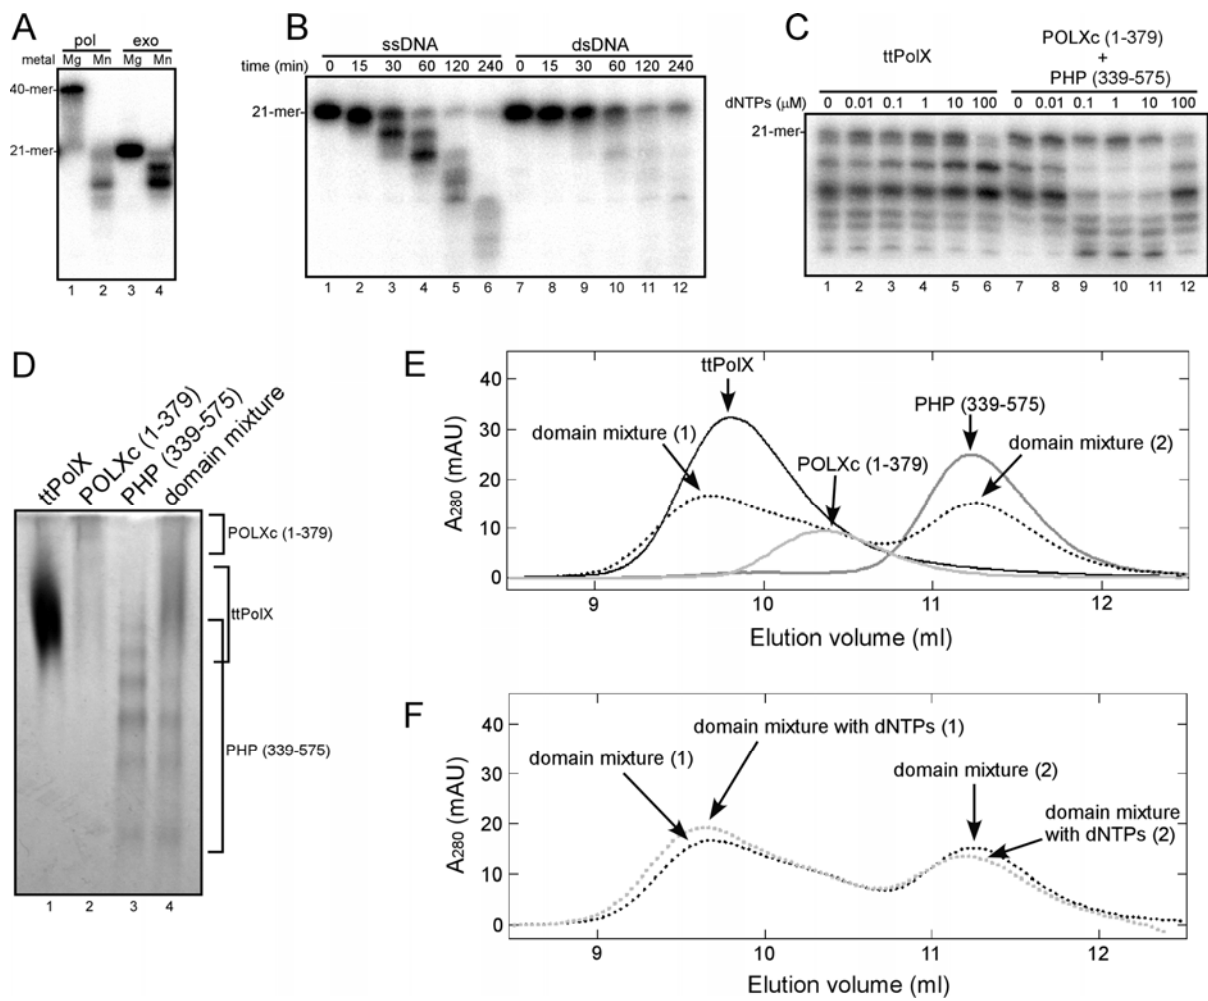 A
pol exo
metal Mg Mn Mg Mn
40-mer
21-mer
1 2 3 4
B
ssDNA dsDNA
time (min) 0 15 30 60 120 240 0 15 30 60 120 240
21-mer
1 2 3 4 5 6 7 8 9 10 11 12
C
POLXc (1-379)
ttPolX +
PHP (339-575)
dNTPs (μM) 0 0.01 0.1 1 10 100 0 0.01 0.1 1 10 100
21-mer
1 2 3 4 5 6 7 8 9 10 11 12
D
ttPolX
POLXc (1-379)
PHP (339-575)
domain mixture
POLXc (1-379)
ttPolX
PHP (339-575)
1 2 3 4
E
A280 (mAU)
40
30
20
10
0
ttPolX
PHP (339-575)
domain mixture (1)
domain mixture (2)
POLXc (1-379)
9 10 11 12
Elution volume (ml)
F
A280 (mAU)
40
30
20
10
0
domain mixture with dNTPs (1)
domain mixture (1)
domain mixture (2)
domain mixture
with dNTPs (2)
9 10 11 12
Elution volume (ml)